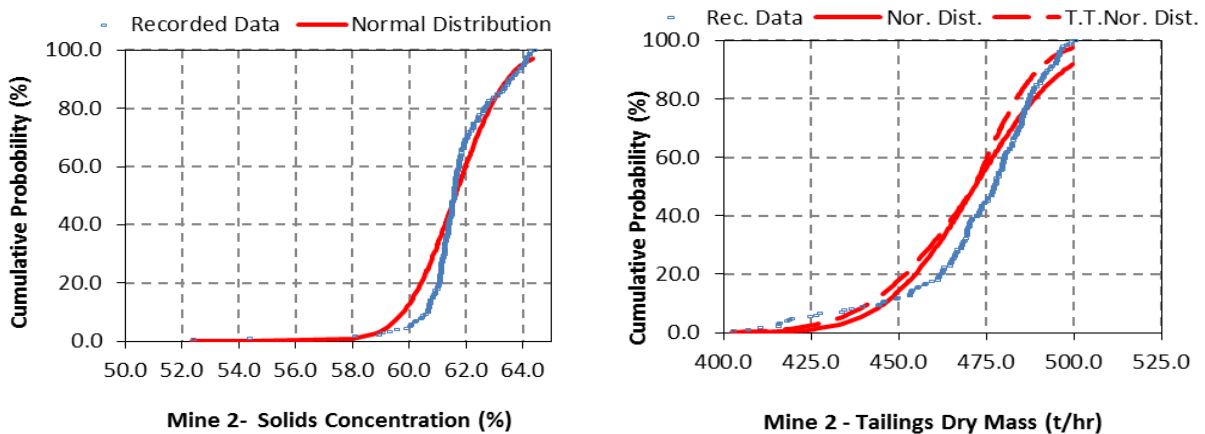 Recorded Data Normal Distribution
Cumulative Probobility (%)
100.0
80.0
60.0
40.0
20.0
0.0
50.0 52.0 54.0 56.0 58.0 60.0 62.0 64.0
Mine 2- Solids Concentration (%)
Rec. Data Nor. Dist. T.T.Nor. Dist.
Cumulative Probability (%)
100.0
80.0
60.0
40.0
20.0
0.0
400.0 425.0 450.0 475.0 500.0 525.0
Mine 2 - Tailings Dry Mass (t/hr)